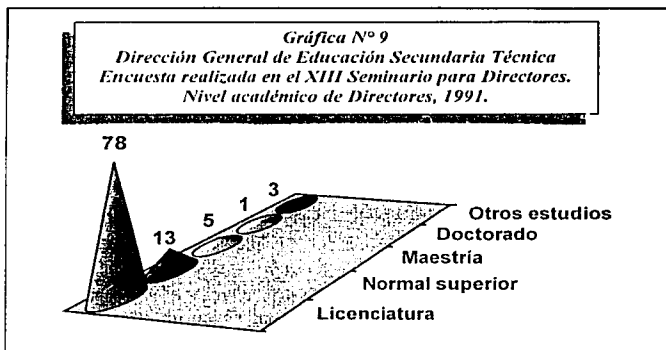 Gráfica Nº 9
Dirección General de Educación Secundaria Técnica
Encuesta realizada en el XIII Seminario para Directores.
Nivel académico de Directores, 1991.
78
13
5
1
3
Otros estudios
Doctorado
Maestría
Normal superior
Licenciatura